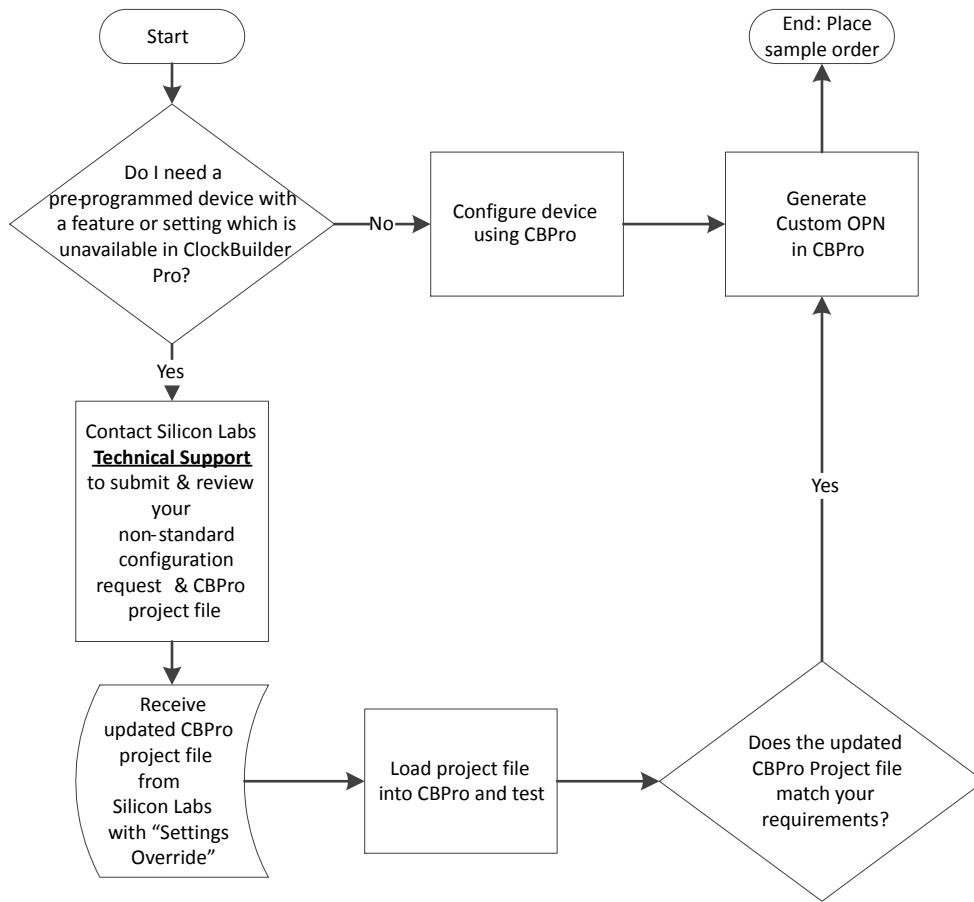 Start
End: Place
sample order
Do I need a
pre-programmed device with
a feature or setting which is
unavailable in ClockBuilder
Pro?
No
Configure device
using CBPro
Generate
Custom OPN
in CBPro
Yes
Contact Silicon Labs
Technical Support
to submit & review
your
non-standard
configuration
request & CBPro
project file
Yes
Receive
updated CBPro
project file
from
Silicon Labs
with “Settings
Override”
Load project file
into CBPro and test
Does the updated
CBPro Project file
match your
requirements?